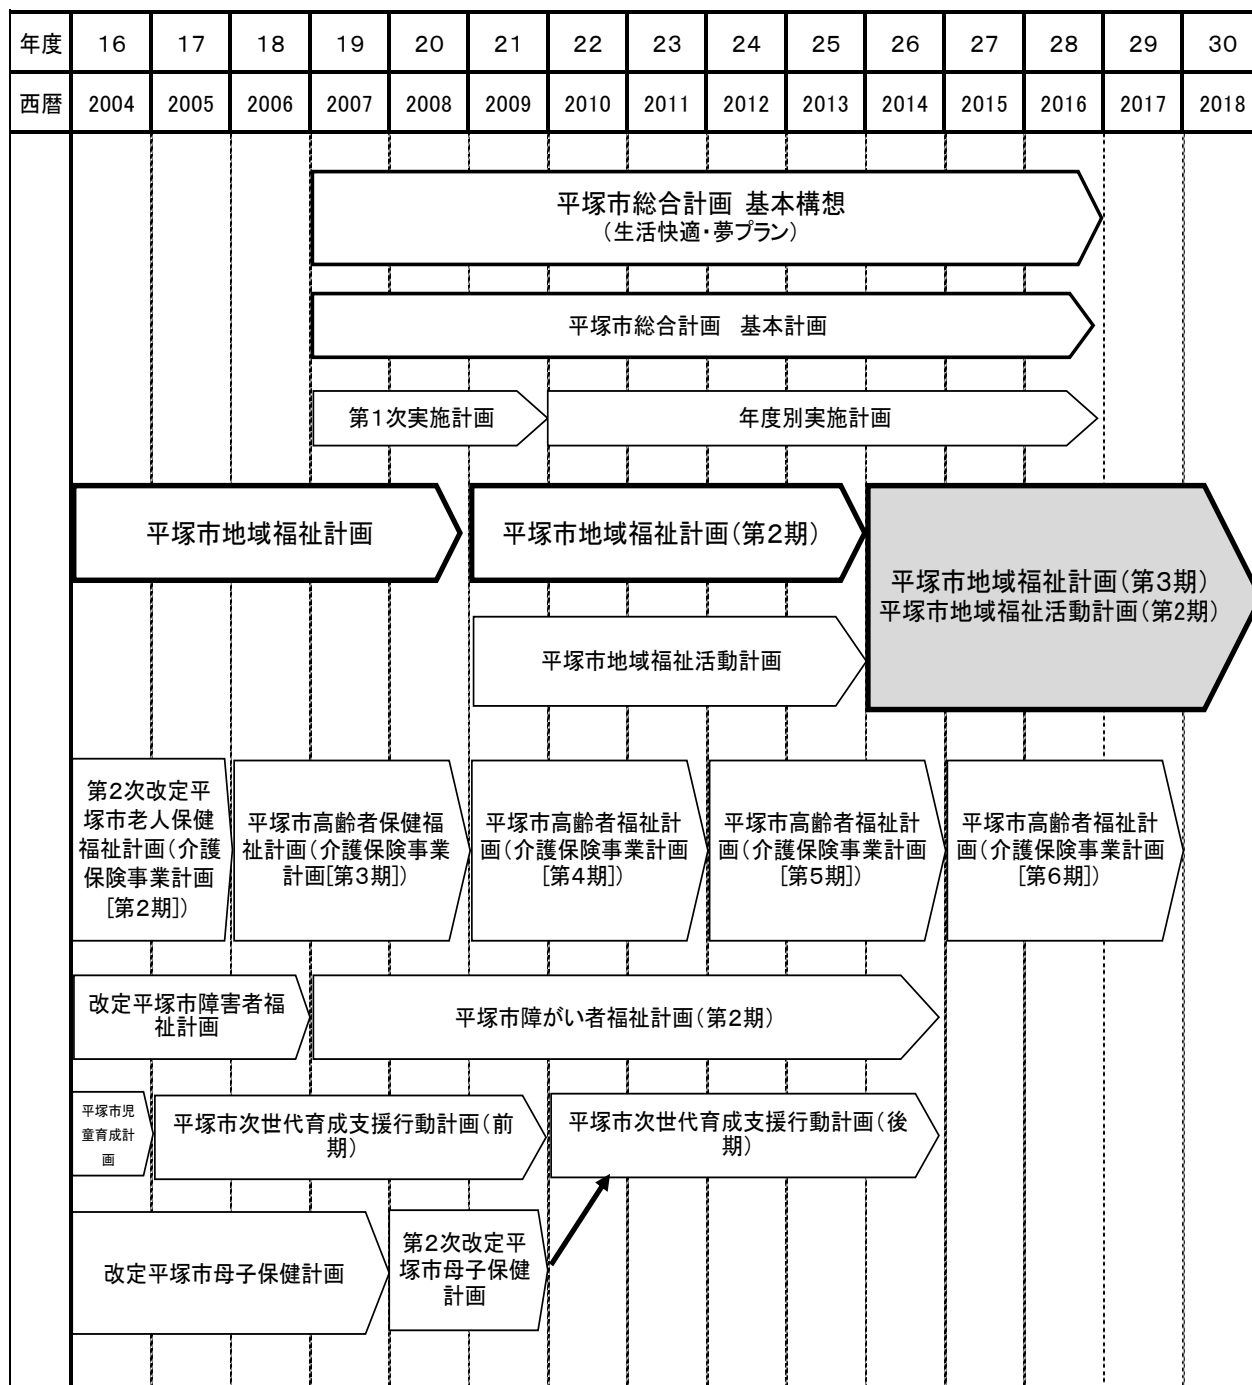 年度 16 17 18 19 20 21 22 23 24 25 26 27 28 29 30
西暦 2004 2005 2006 2007 2008 2009 2010 2011 2012 2013 2014 2015 2016 2017 2018
平塚市総合計画 基本構想
(生活快適・夢プラン)
平塚市総合計画 基本計画
第1次実施計画
年度別実施計画
平塚市地域福祉計画
平塚市地域福祉計画(第2期)
平塚市地域福祉計画(第3期)
平塚市地域福祉活動計画(第2期)
平塚市地域福祉活動計画
第2次改定平
塚市老人保健
福祉計画(介護
保険事業計画
[第2期])
平塚市高齢者保健福
祉計画(介護保険事業
計画[第3期])
平塚市高齢者福祉計
画(介護保険事業計画
[第4期])
平塚市高齢者福祉計
画(介護保険事業計画
[第5期])
平塚市高齢者福祉計
画(介護保険事業計画
[第6期])
改定平塚市障害者福
祉計画
平塚市障がい者福祉計画(第2期)
平塚市児
童育成計
画
平塚市次世代育成支援行動計画(前
期)
平塚市次世代育成支援行動計画(後
期)
改定平塚市母子保健計画
第2次改定平
塚市母子保健
計画